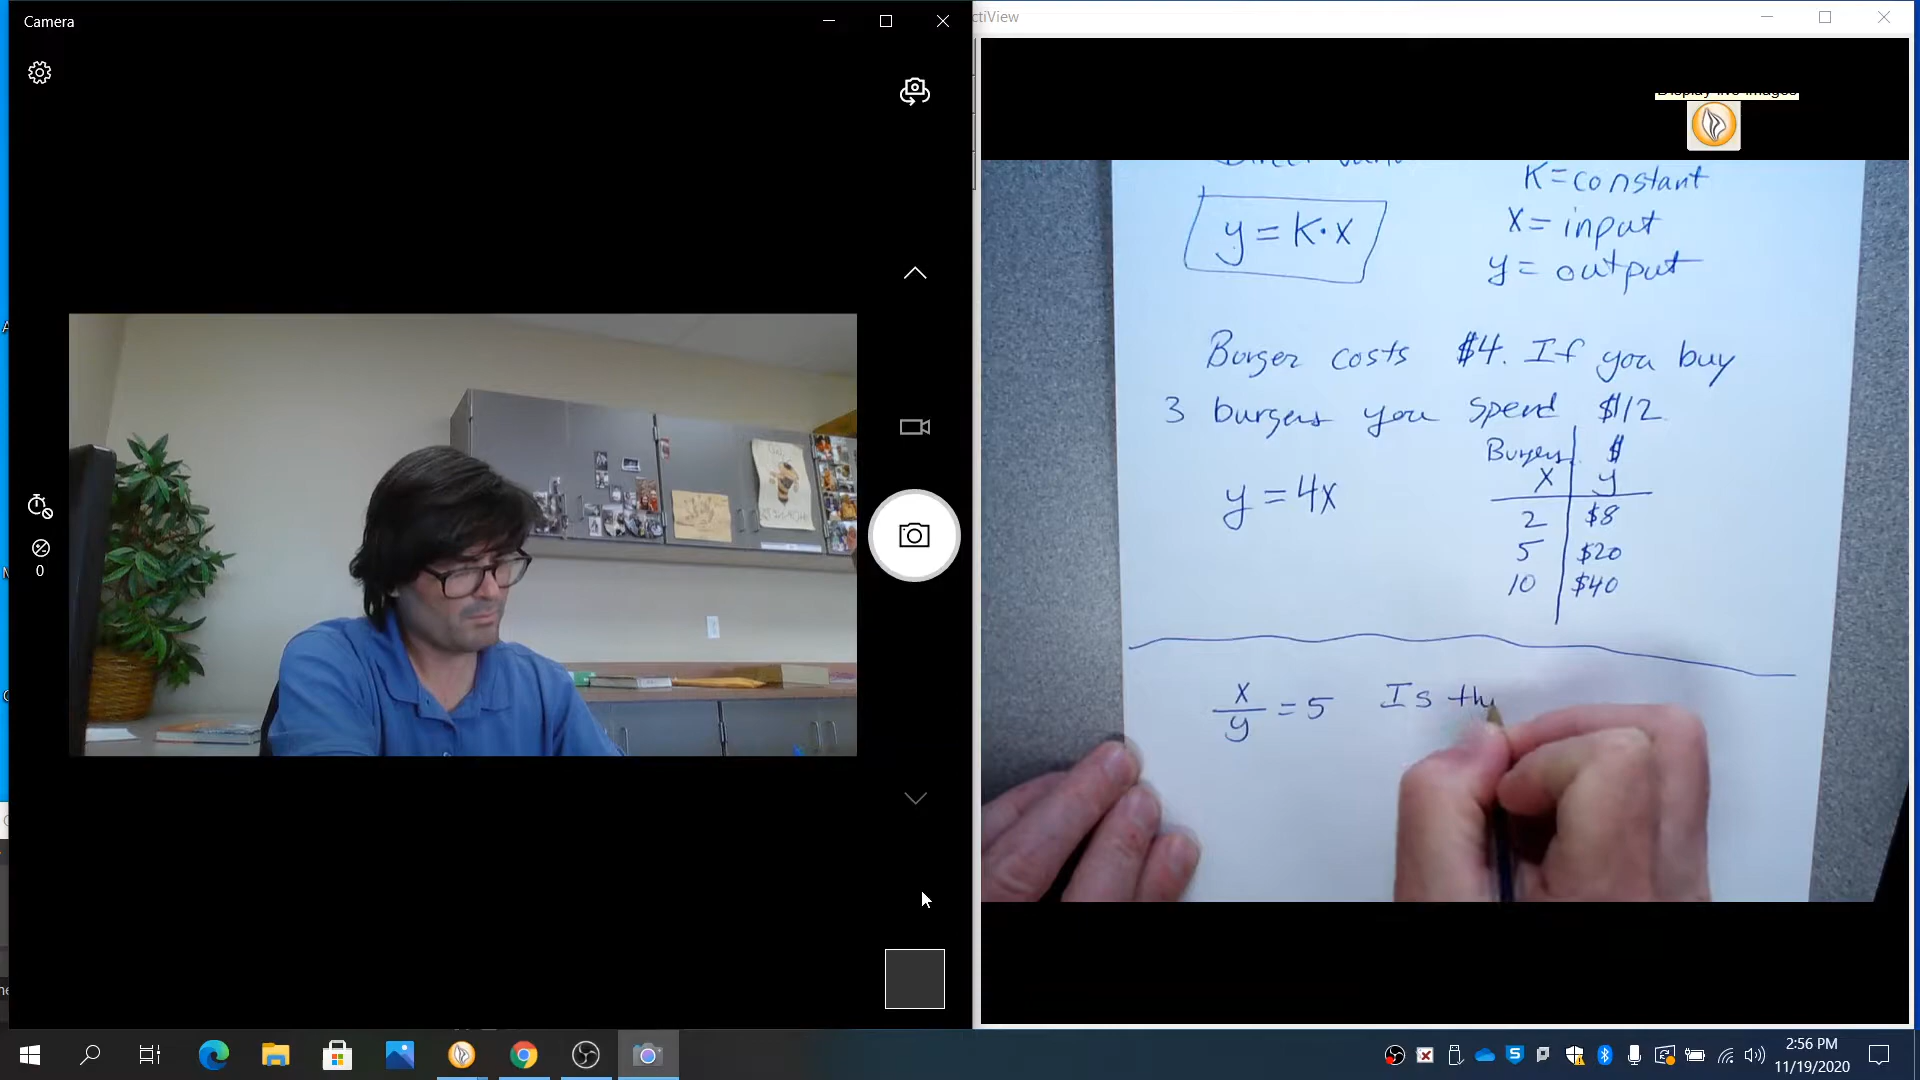 Camera
ctiView
0
K=constant
y = K·x
x = input
y = output
Burger costs $4. If you buy
3 burgers you spend $12
Burgers $
x y
y = 4x
2 $8
5 $20
10 $40
x/y = 5 Is th
2:56 PM
11/19/2020